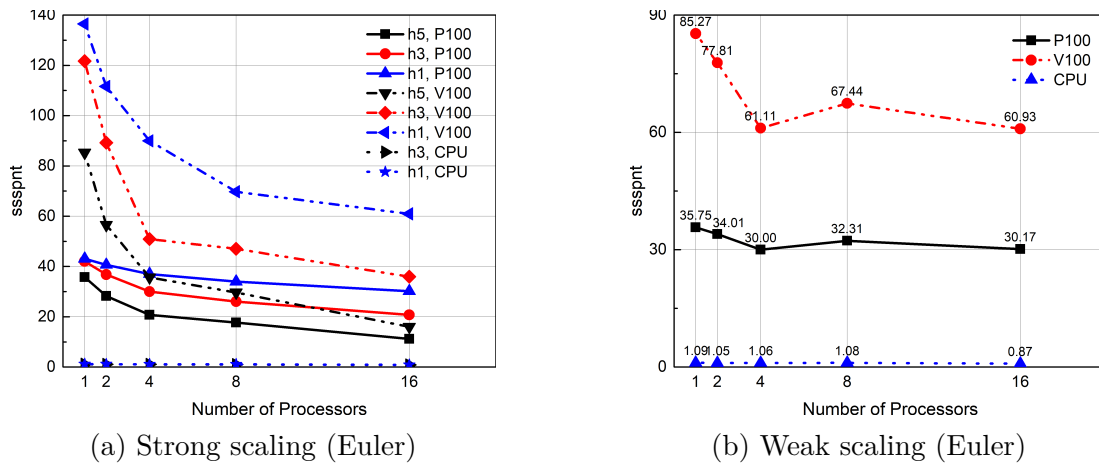 140
120
100
80
60
40
20
0
ssspnt
h5, P100
h3, P100
h1, P100
h5, V100
h3, V100
h1, V100
h3, CPU
h1, CPU
1 2 4 8 16
Number of Processors
(a) Strong scaling (Euler)
90
60
30
0
ssspnt
P100
V100
CPU
85.27
77.81
61.11
67.44
60.93
35.75
34.01
30.00
32.31
30.17
1.09
1.05
1.06
1.08
0.87
1 2 4 8 16
Number of Processors
(b) Weak scaling (Euler)